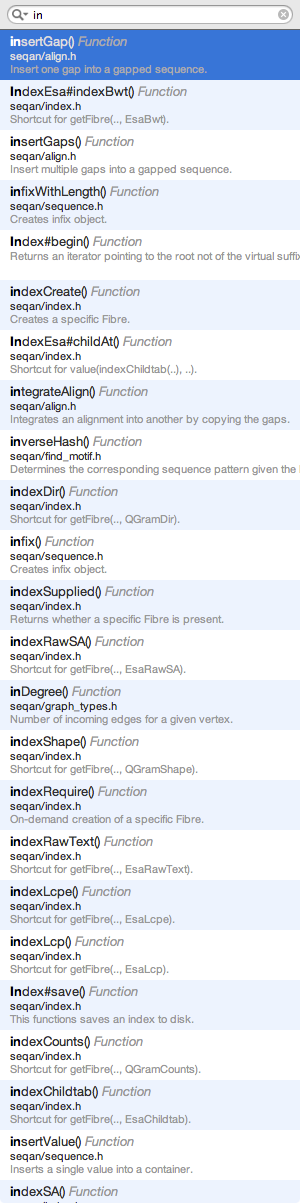 in
insertGap() Function
seqan/align.h
Insert one gap into a gapped sequence.
IndexEsa#indexBwt() Function
seqan/index.h
Shortcut for getFibre(.., EsaBwt).
insertGaps() Function
seqan/align.h
Insert multiple gaps into a gapped sequence.
infixWithLength() Function
seqan/sequence.h
Creates infix object.
Index#begin() Function
Returns an iterator pointing to the root not of the virtual suffix
indexCreate() Function
seqan/index.h
Creates a specific Fibre.
IndexEsa#childAt() Function
seqan/index.h
Shortcut for value(indexChildtab(..), ..).
integrateAlign() Function
seqan/align.h
Integrates an alignment into another by copying the gaps.
inverseHash() Function
seqan/find_motif.h
Determines the corresponding sequence pattern given the
indexDir() Function
seqan/index.h
Shortcut for getFibre(.., QGramDir).
infix() Function
seqan/sequence.h
Creates infix object.
indexSupplied() Function
seqan/index.h
Returns whether a specific Fibre is present.
indexRawSA() Function
seqan/index.h
Shortcut for getFibre(.., EsaRawSA).
inDegree() Function
seqan/graph_types.h
Number of incoming edges for a given vertex.
indexShape() Function
seqan/index.h
Shortcut for getFibre(.., QGramShape).
indexRequire() Function
seqan/index.h
On-demand creation of a specific Fibre.
indexRawText() Function
seqan/index.h
Shortcut for getFibre(.., EsaRawText).
indexLcpe() Function
seqan/index.h
Shortcut for getFibre(.., EsaLcpe).
indexLcp() Function
seqan/index.h
Shortcut for getFibre(.., EsaLcp).
Index#save() Function
seqan/index.h
This functions saves an index to disk.
indexCounts() Function
seqan/index.h
Shortcut for getFibre(.., QGramCounts).
indexChildtab() Function
seqan/index.h
Shortcut for getFibre(.., EsaChildtab).
insertValue() Function
seqan/sequence.h
Inserts a single value into a container.
indexSA() Function